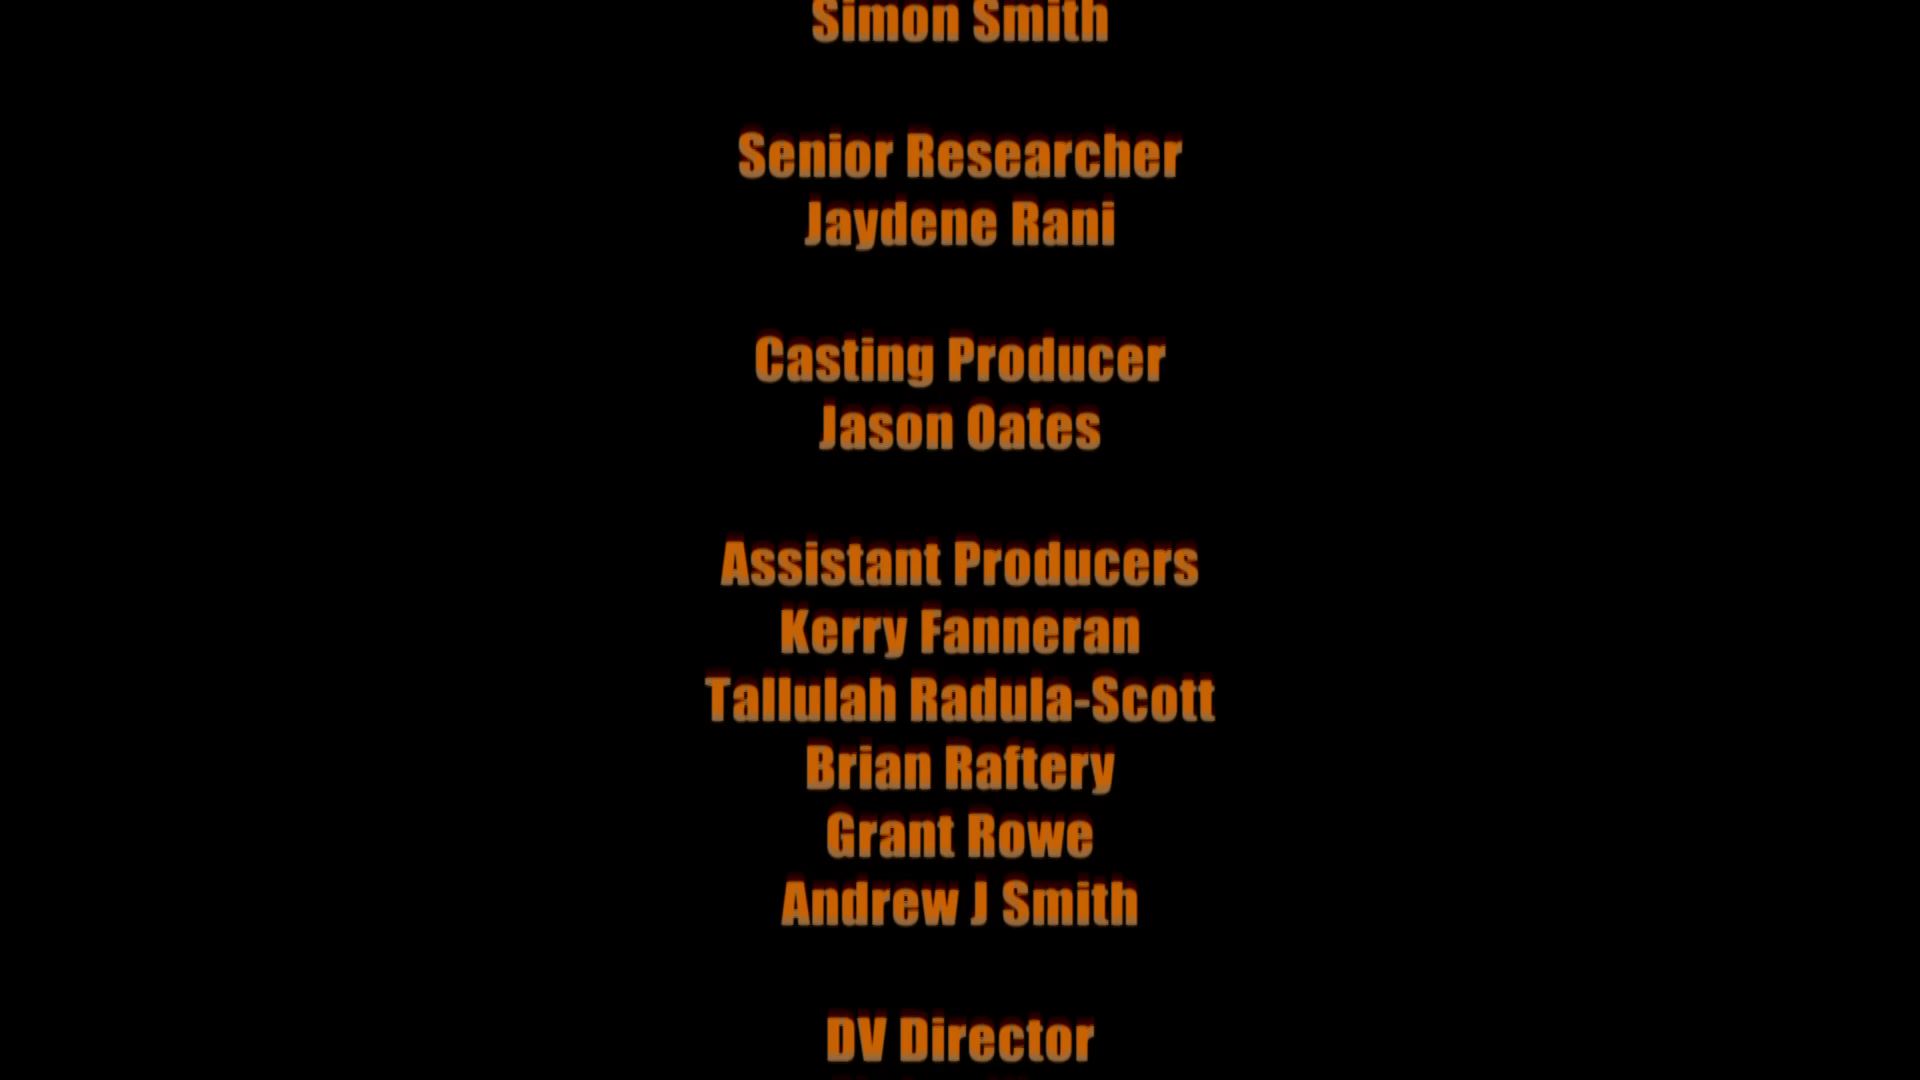 Simon Smith
Senior Researcher
Jaydene Rani
Casting Producer
Jason Oates
Assistant Producers
Kerry Fanneran
Tallulah Radula-Scott
Brian Raftery
Grant Rowe
Andrew J Smith
DV Director